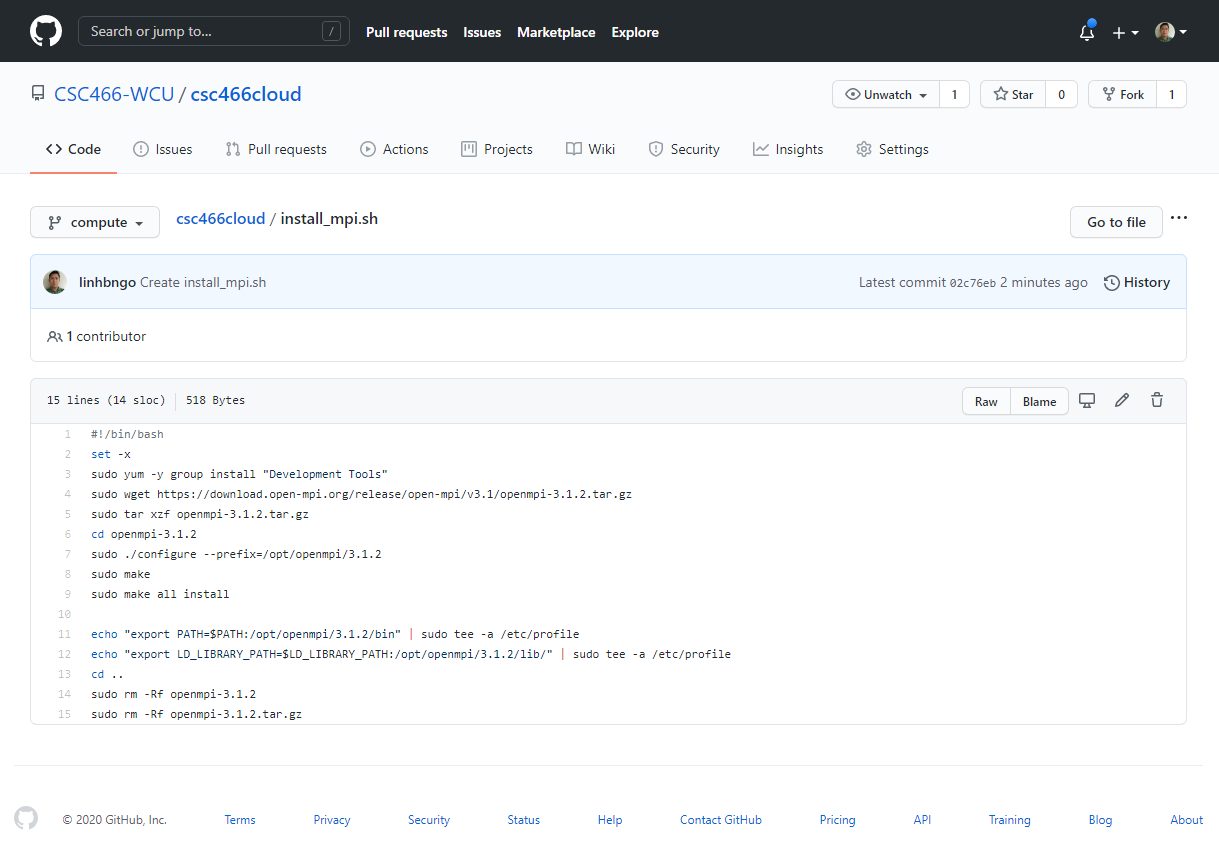 Search or jump to... /
Pull requests Issues Marketplace Explore
CSC466-WCU / csc466cloud
Unwatch 1 Star 0 Fork 1
Code Issues Pull requests Actions Projects Wiki Security Insights Settings
compute csc466cloud / install_mpi.sh Go to file ...
linhbngo Create install_mpi.sh Latest commit 02c76eb 2 minutes ago History
1 contributor
15 lines (14 sloc) 518 Bytes Raw Blame
1 #!/bin/bash
2 set -x
3 sudo yum -y group install "Development Tools"
4 sudo wget https://download.open-mpi.org/release/open-mpi/v3.1/openmpi-3.1.2.tar.gz
5 sudo tar xzf openmpi-3.1.2.tar.gz
6 cd openmpi-3.1.2
7 sudo ./configure --prefix=/opt/openmpi/3.1.2
8 sudo make
9 sudo make all install
10
11 echo "export PATH=$PATH:/opt/openmpi/3.1.2/bin" | sudo tee -a /etc/profile
12 echo "export LD_LIBRARY_PATH=$LD_LIBRARY_PATH:/opt/openmpi/3.1.2/lib/" | sudo tee -a /etc/profile
13 cd ..
14 sudo rm -Rf openmpi-3.1.2
15 sudo rm -Rf openmpi-3.1.2.tar.gz
© 2020 GitHub, Inc. Terms Privacy Security Status Help Contact GitHub Pricing API Training Blog About